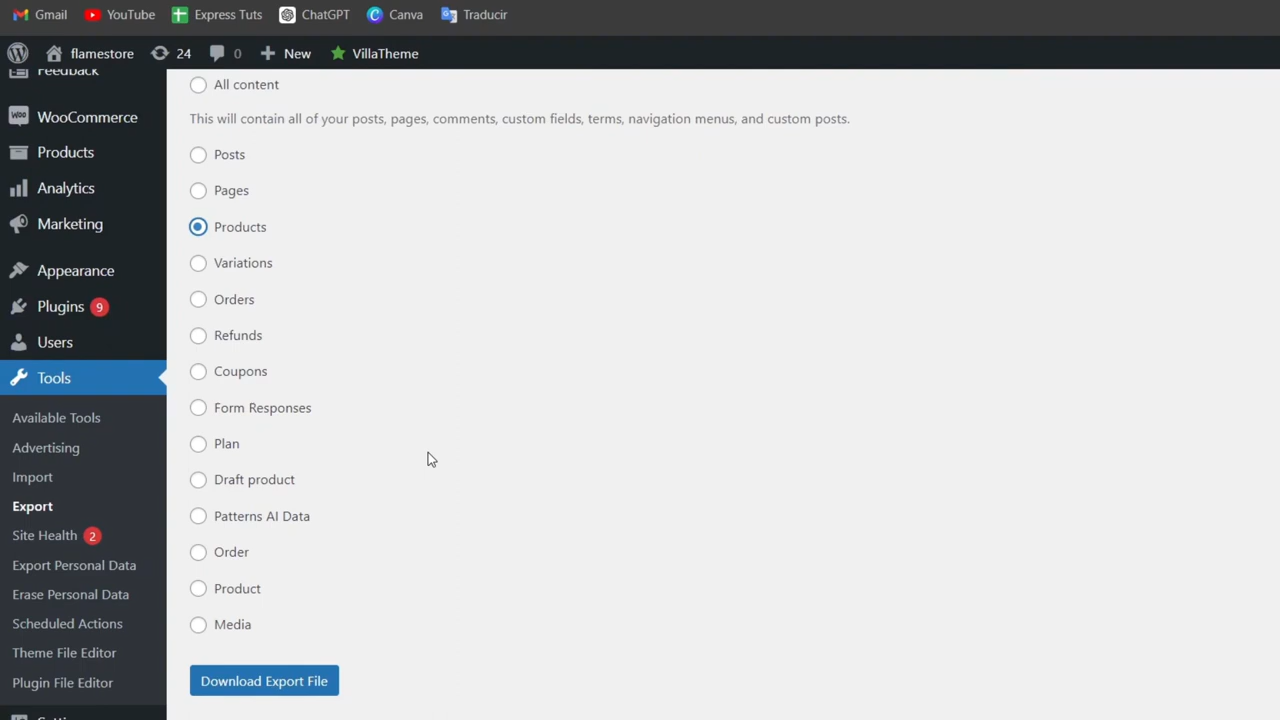 Gmail YouTube Express Tuts ChatGPT Canva Traducir
flamestore 24 0 New VillaTheme
Feedback
WooCommerce
Products
Analytics
Marketing
Appearance
Plugins 9
Users
Tools
Available Tools
Advertising
Import
Export
Site Health 2
Export Personal Data
Erase Personal Data
Scheduled Actions
Theme File Editor
Plugin File Editor
All content
This will contain all of your posts, pages, comments, custom fields, terms, navigation menus, and custom posts.
Posts
Pages
Products
Variations
Orders
Refunds
Coupons
Form Responses
Plan
Draft product
Patterns AI Data
Order
Product
Media
Download Export File